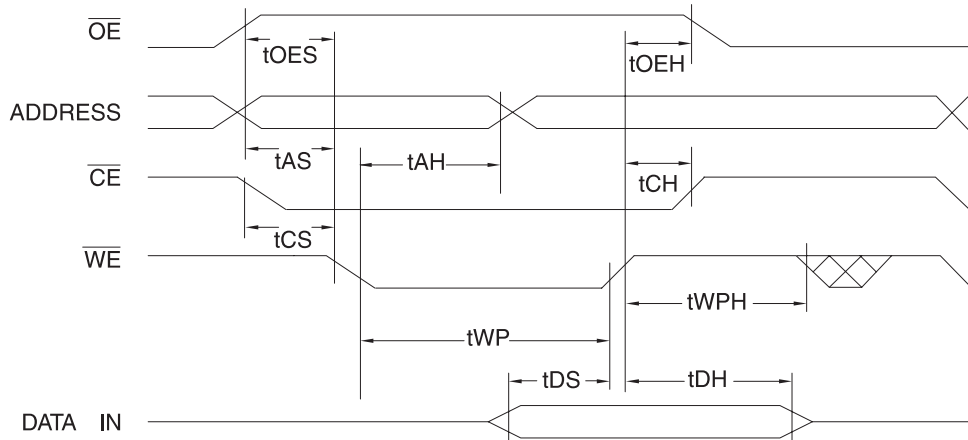 OE
tOES
tOEH
ADDRESS
tAS
tAH
tCH
CE
tCS
WE
tWPH
tWP
tDS
tDH
DATA IN